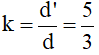 k = d'/d = 5/3